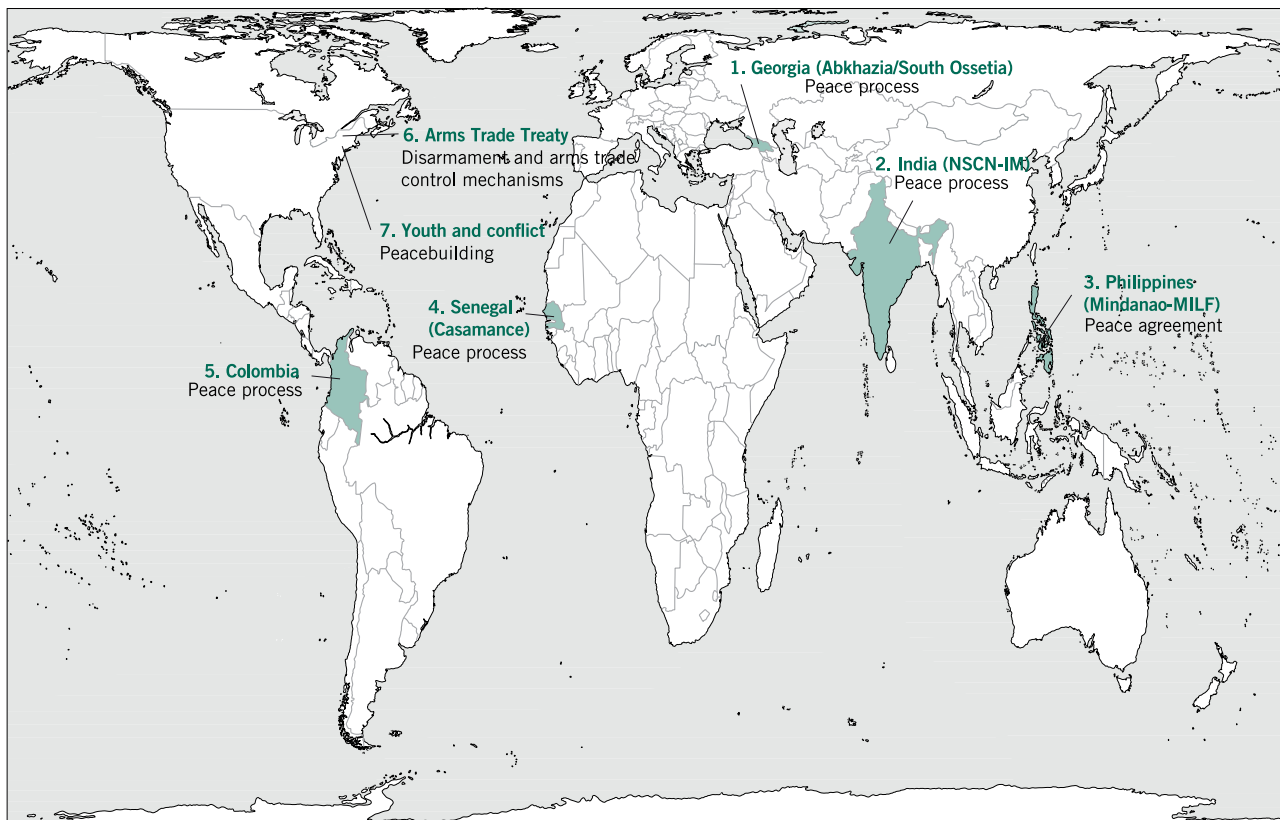 1. Georgia (Abkhazia/South Ossetia)
Peace process
2. India (NSCN-IM)
Peace process
3. Philippines
(Mindanao-MILF)
Peace agreement
4. Senegal
(Casamance)
Peace process
5. Colombia
Peace process
6. Arms Trade Treaty
Disarmament and arms trade
control mechanisms
7. Youth and conflict
Peacebuilding